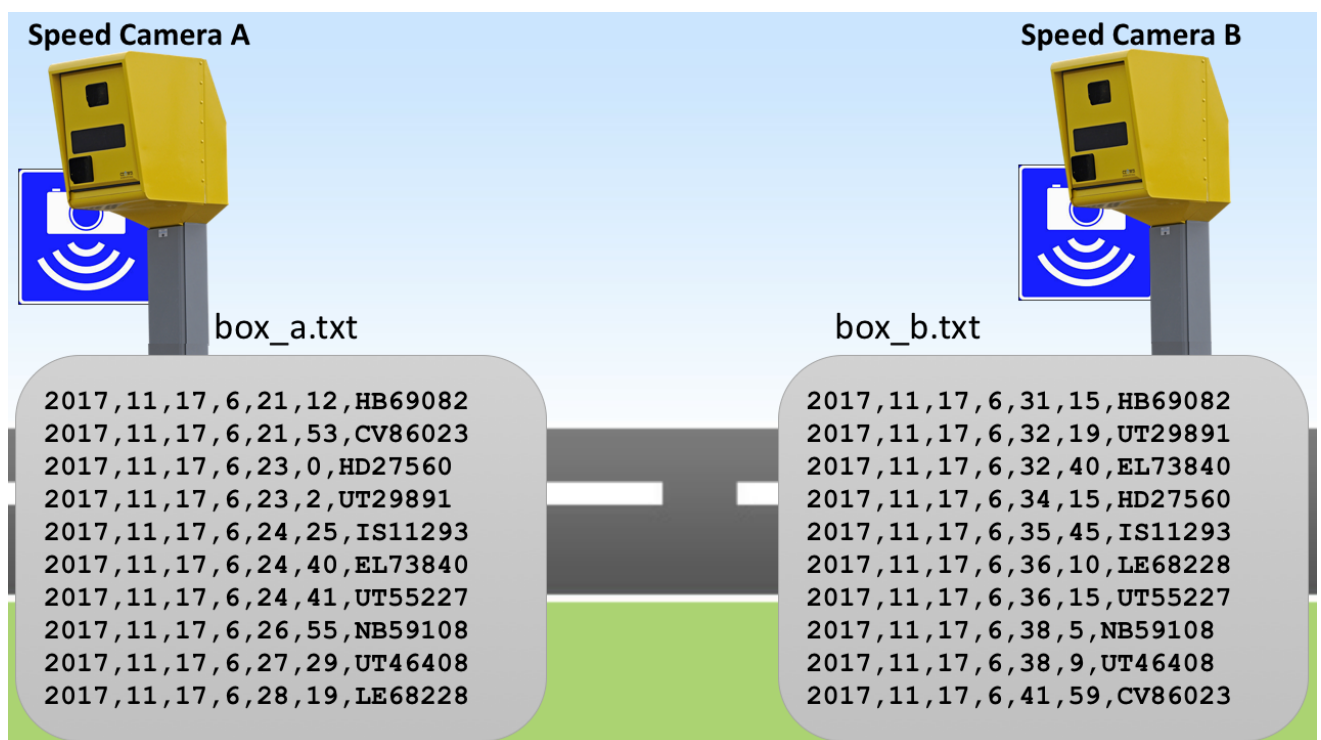 Speed Camera A
Speed Camera B
box_a.txt
2017,11,17,6,21,12,HB69082
2017,11,17,6,21,53,CV86023
2017,11,17,6,23,0,HD27560
2017,11,17,6,23,2,UT29891
2017,11,17,6,24,25,IS11293
2017,11,17,6,24,40,EL73840
2017,11,17,6,24,41,UT55227
2017,11,17,6,26,55,NB59108
2017,11,17,6,27,29,UT46408
2017,11,17,6,28,19,LE68228
box_b.txt
2017,11,17,6,31,15,HB69082
2017,11,17,6,32,19,UT29891
2017,11,17,6,32,40,EL73840
2017,11,17,6,34,15,HD27560
2017,11,17,6,35,45,IS11293
2017,11,17,6,36,10,LE68228
2017,11,17,6,36,15,UT55227
2017,11,17,6,38,5,NB59108
2017,11,17,6,38,9,UT46408
2017,11,17,6,41,59,CV86023